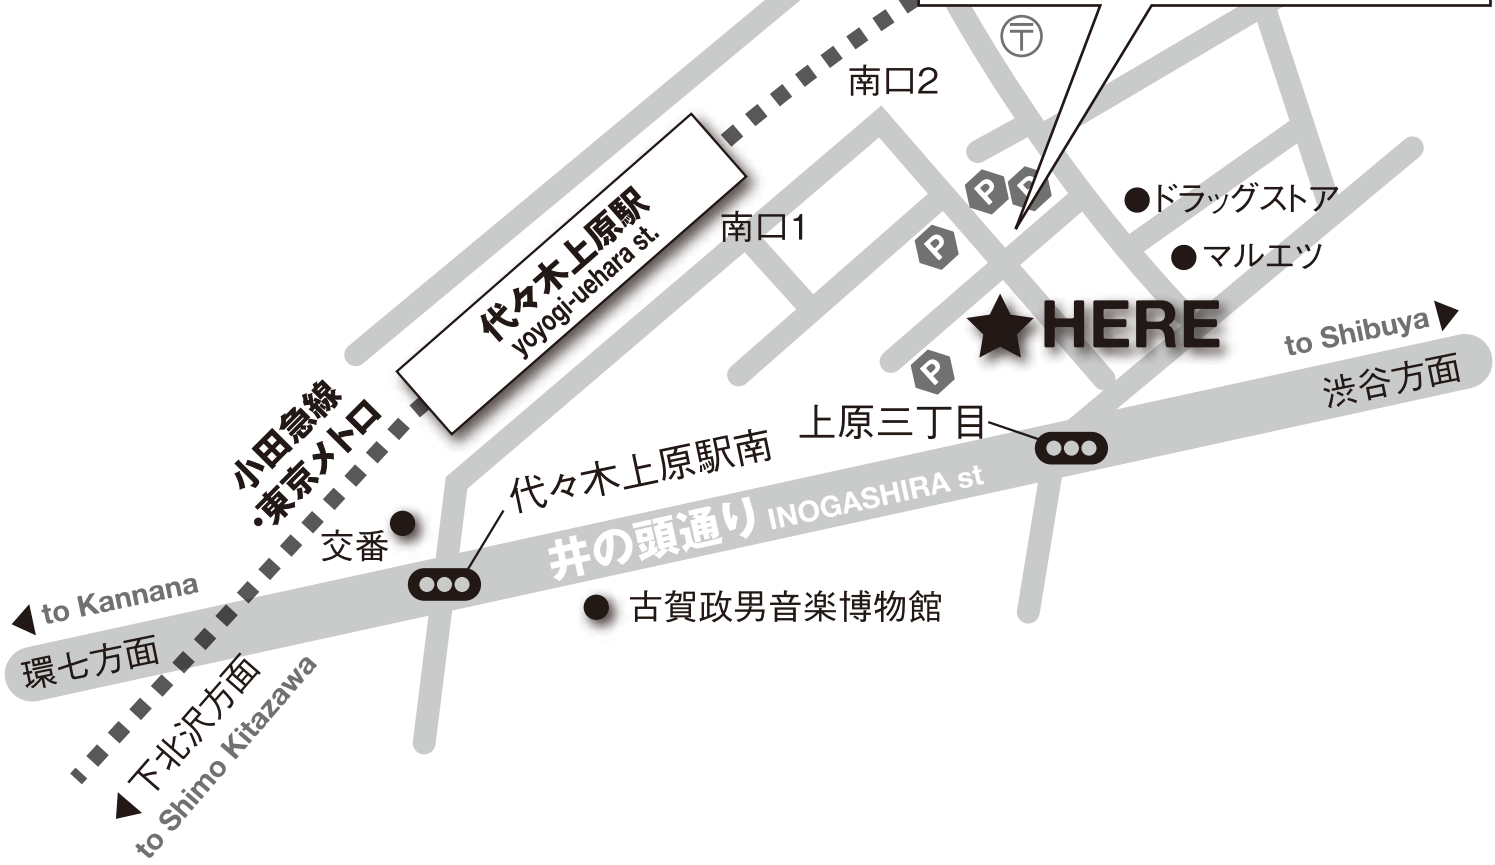 〒
南口2
P
P
ドラッグストア
代々木上原駅
yoyogi-uehara st.
南口1
P
マルエツ
HERE
to Shibuya
渋谷方面
P
小田急線
・東京メトロ
上原三丁目
代々木上原駅南
井の頭通り INOGASHIRA st
交番
to Kannana
環七方面
古賀政男音楽博物館
下北沢方面
to Shimo Kitazawa